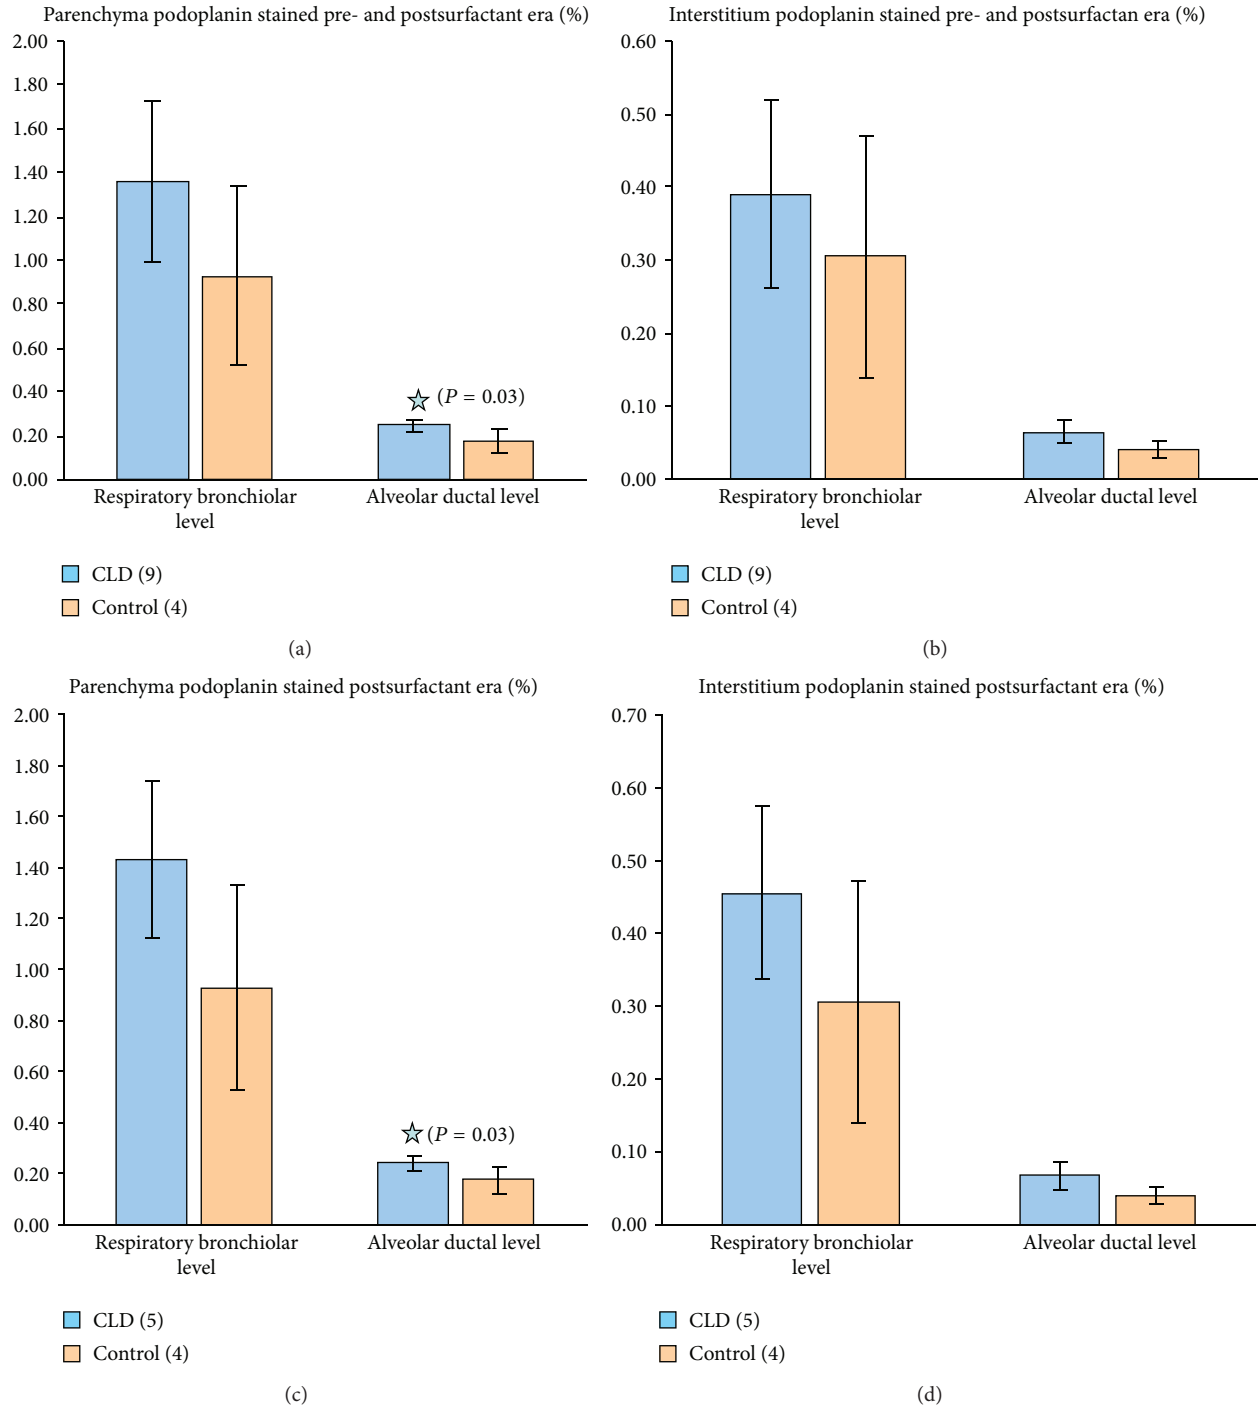 Parenchyma podoplanin stained pre- and postsurfactant era (%)
2.00
1.80
1.60
1.40
1.20
1.00
0.80
0.60
0.40
0.20
0.00
(P = 0.03)
Respiratory bronchiolar
level
Alveolar ductal level
CLD (9)
Control (4)
(a)
Interstitium podoplanin stained pre- and postsurfactan era (%)
0.60
0.50
0.40
0.30
0.20
0.10
0.00
Respiratory bronchiolar
level
Alveolar ductal level
CLD (9)
Control (4)
(b)
Parenchyma podoplanin stained postsurfactant era (%)
2.00
1.80
1.60
1.40
1.20
1.00
0.80
0.60
0.40
0.20
0.00
(P = 0.03)
Respiratory bronchiolar
level
Alveolar ductal level
CLD (5)
Control (4)
(c)
Interstitium podoplanin stained postsurfactant era (%)
0.70
0.60
0.50
0.40
0.30
0.20
0.10
0.00
Respiratory bronchiolar
level
Alveolar ductal level
CLD (5)
Control (4)
(d)